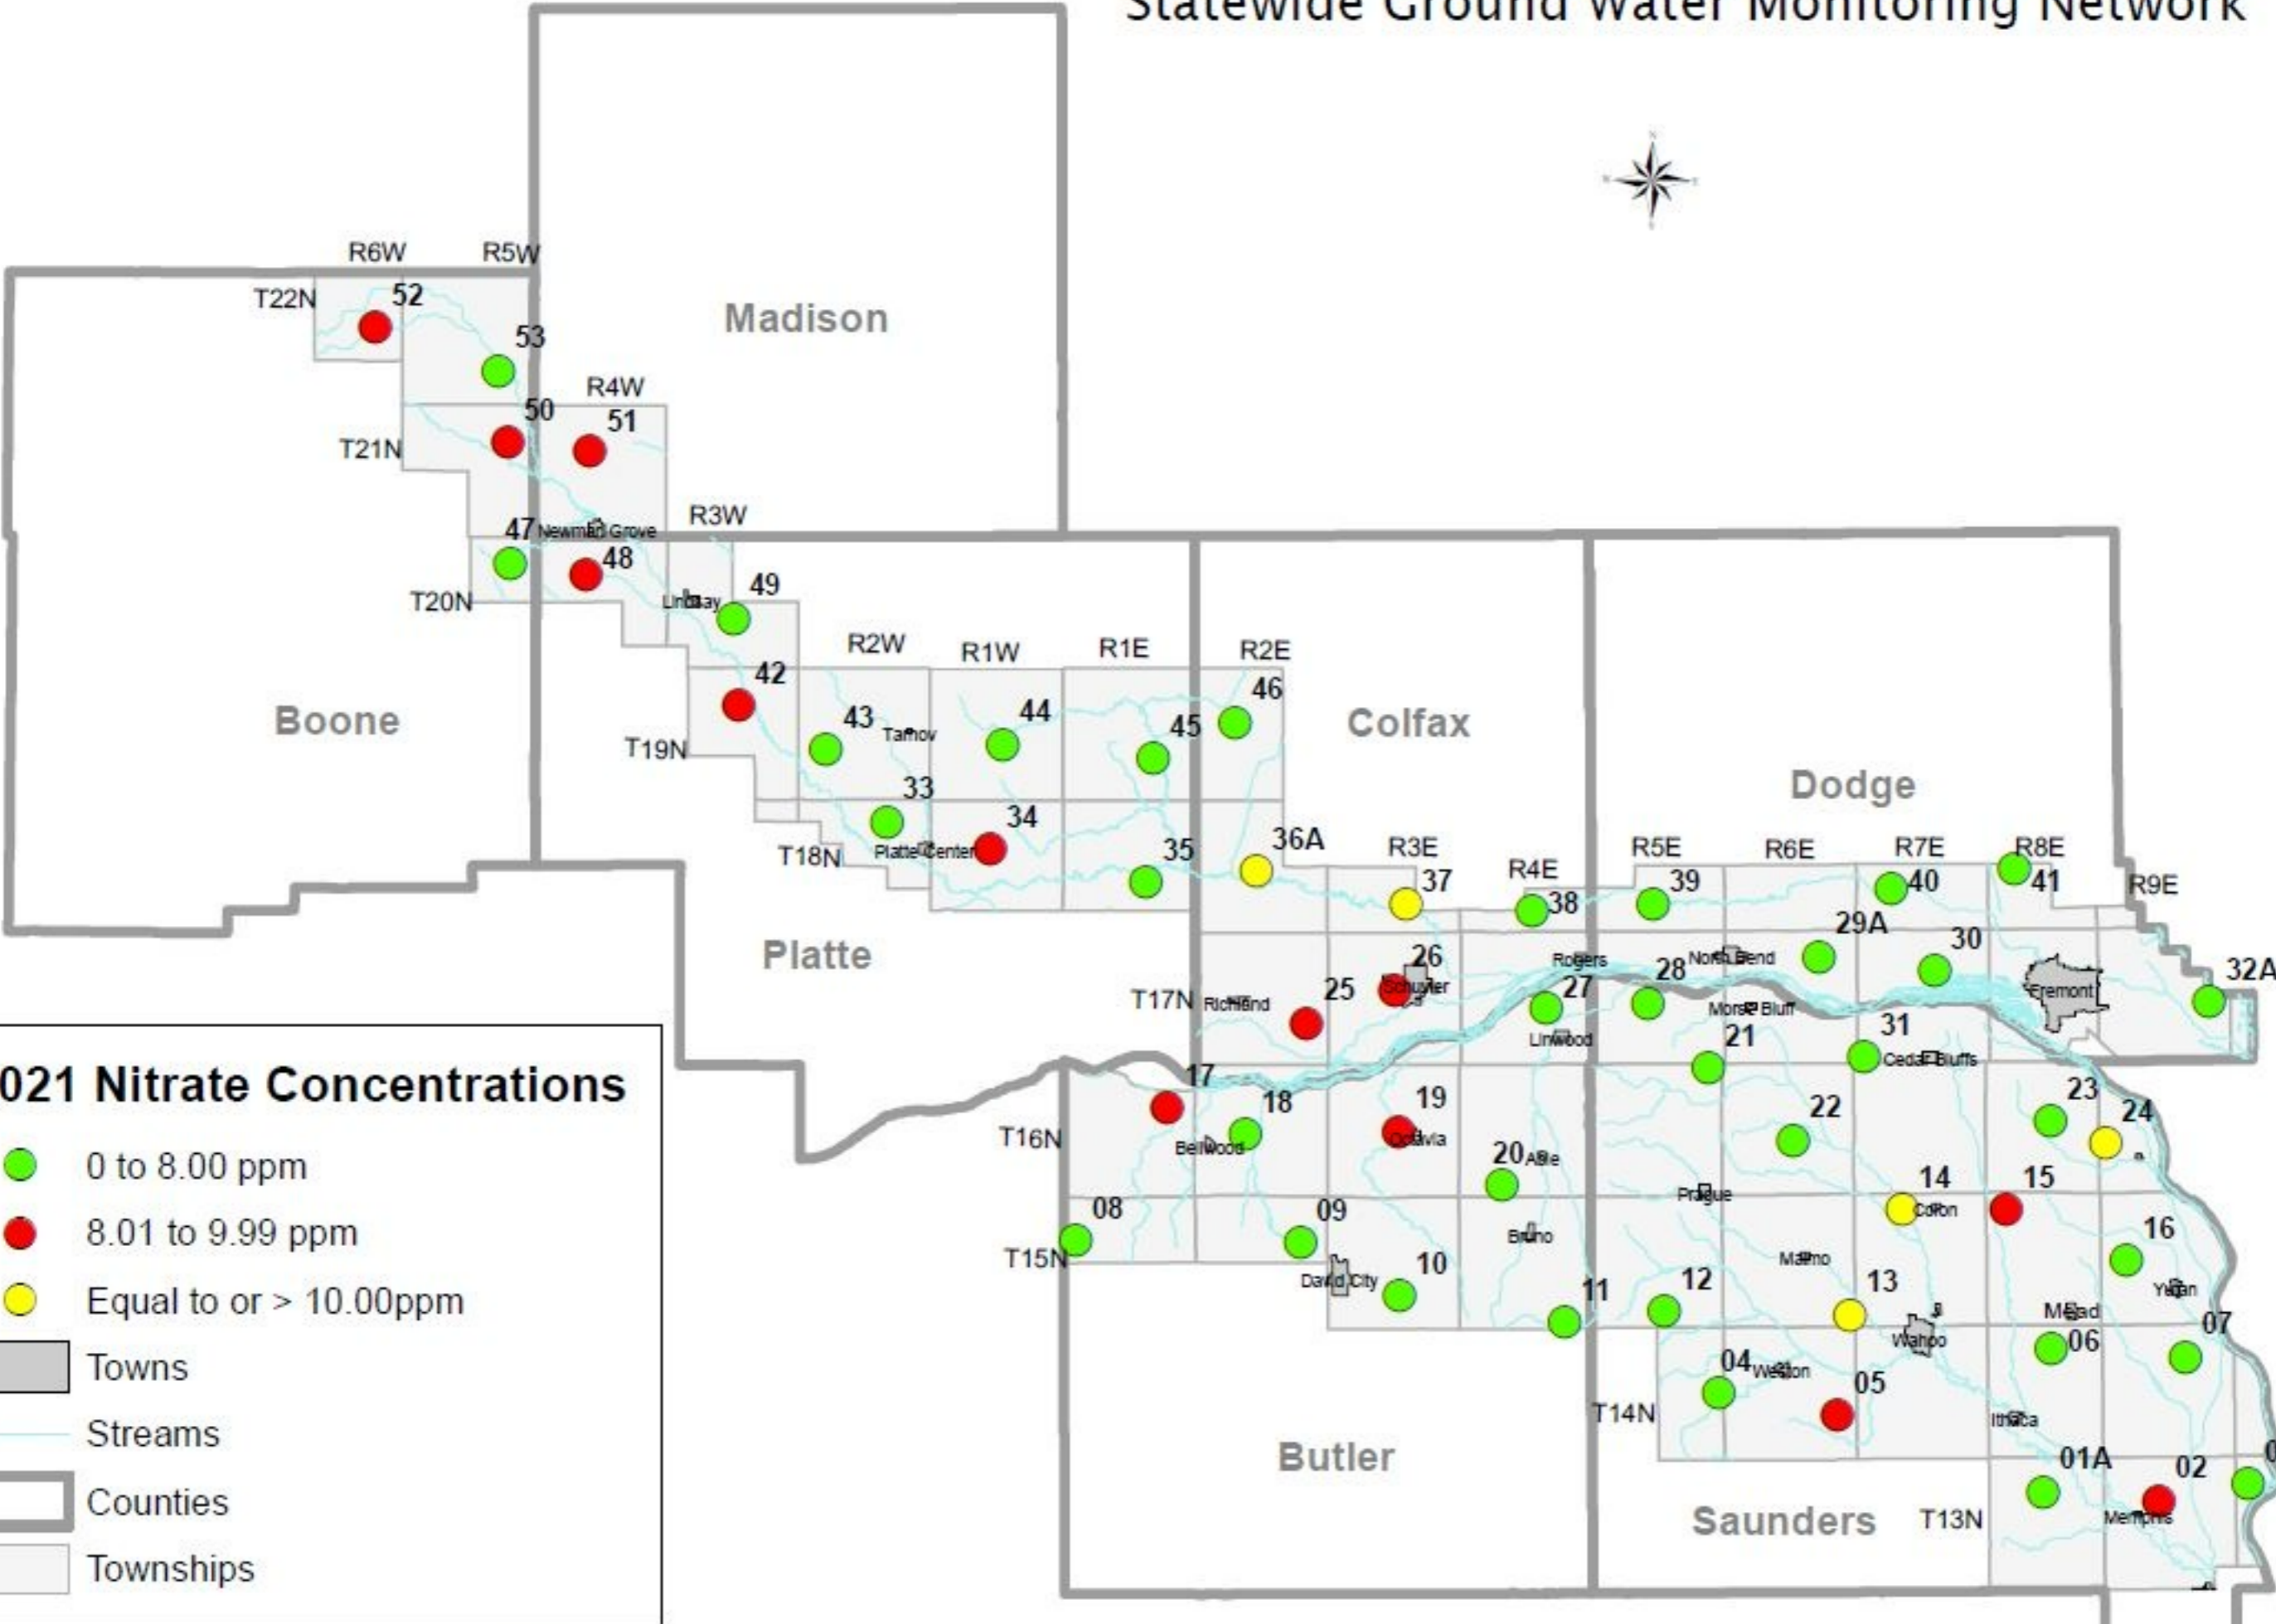 Statewide Ground Water Monitoring Network
R6W
R5W
T22N
52
53
Madison
R4W
50
51
T21N
R3W
47
Newman Grove
48
T20N
Lindsay
49
R2W
R1W
R1E
R2E
42
46
Boone
43
Tarnov
44
45
Colfax
T19N
33
34
Dodge
T18N
Platte Center
35
36A
R3E
R4E
R5E
R6E
R7E
R8E
R9E
37
38
39
40
41
29A
30
Platte
26
Rogers
28
North Bend
32A
T17N
Richland
25
Schuyler
27
Morse Bluff
Fremont
Linwood
21
31
Cedar Bluffs
17
18
19
22
23
24
T16N
Bellwood
Octavia
20
Able
14
15
Prague
Colon
08
09
Bruno
16
T15N
David City
10
Malmo
11
12
13
Yutan
Mead
Wahoo
06
07
04
Weston
05
T14N
Ithaca
Butler
01A
02
Saunders
T13N
Memphis
021 Nitrate Concentrations
0 to 8.00 ppm
8.01 to 9.99 ppm
Equal to or > 10.00ppm
Towns
Streams
Counties
Townships